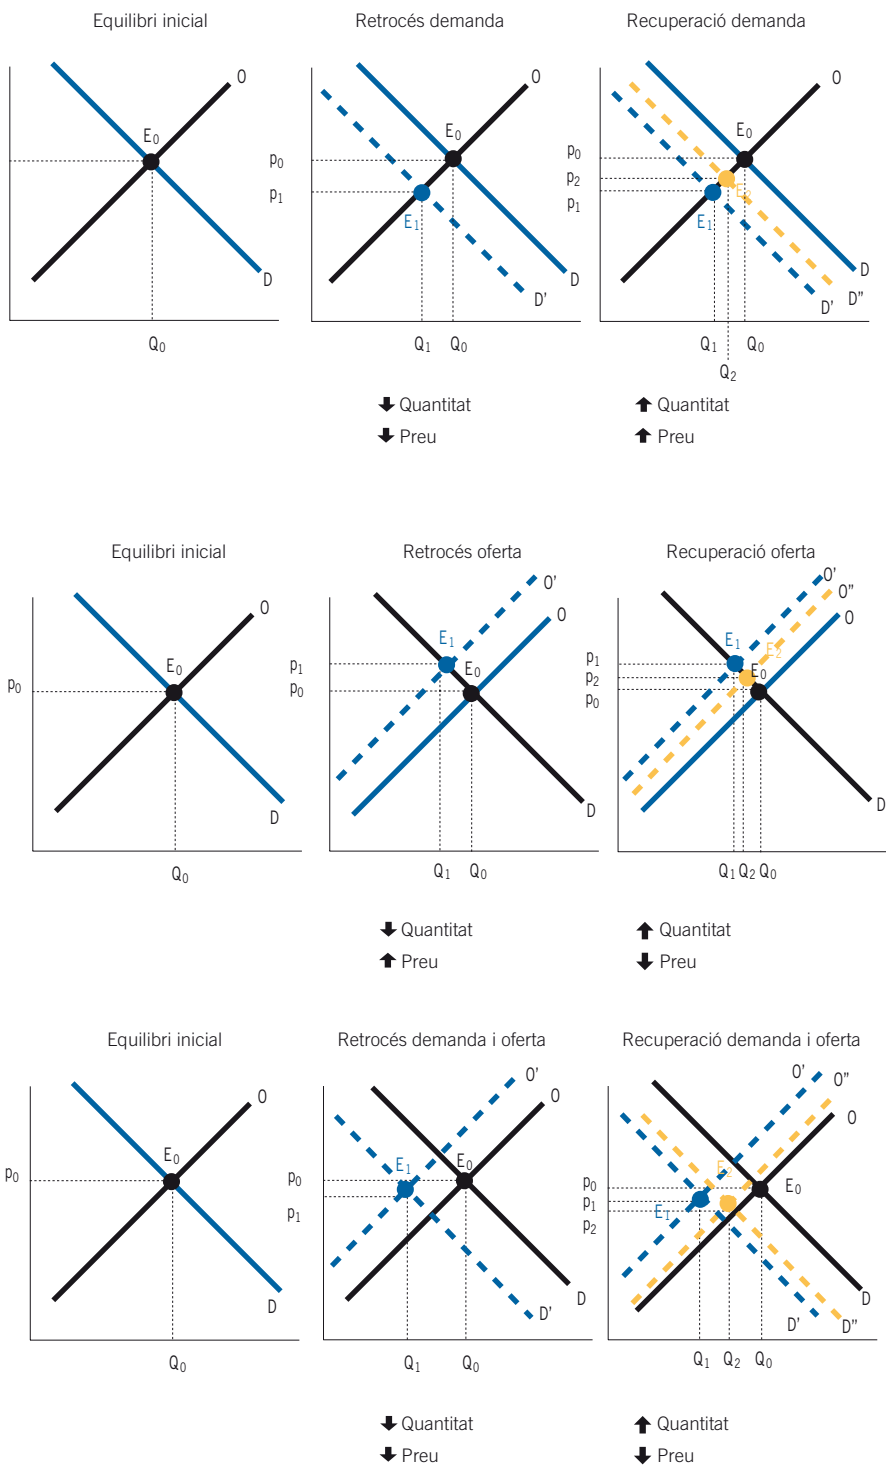 Equilibri inicial
Retrocés demanda
Recuperació demanda
O
O
O
E₀
E₀
E₀
p₀
p₁
p₀
p₂
p₁
E₁
E₂
E₁
D
D'
D
D'
D"
D
Q₀
Q₁
Q₀
Q₁
Q₀
Q₂
🡇 Quantitat
🡅 Quantitat
🡇 Preu
🡅 Preu
Equilibri inicial
Retrocés oferta
Recuperació oferta
O
O'
O
O'
O"
O
E₀
E₁
E₀
E₁
E₂
E₀
p₀
p₁
p₀
p₁
p₂
p₀
D
D
D
Q₀
Q₁
Q₀
Q₁
Q₂
Q₀
🡇 Quantitat
🡅 Quantitat
🡅 Preu
🡇 Preu
Equilibri inicial
Retrocés demanda i oferta
Recuperació demanda i oferta
O
O'
O
O'
O"
O
E₀
E₁
E₀
E₂
E₀
E₁
p₀
p₀
p₁
p₀
p₁
p₂
D
D'
D
D'
D"
D
Q₀
Q₁
Q₀
Q₁
Q₂
Q₀
🡇 Quantitat
🡅 Quantitat
🡇 Preu
🡇 Preu